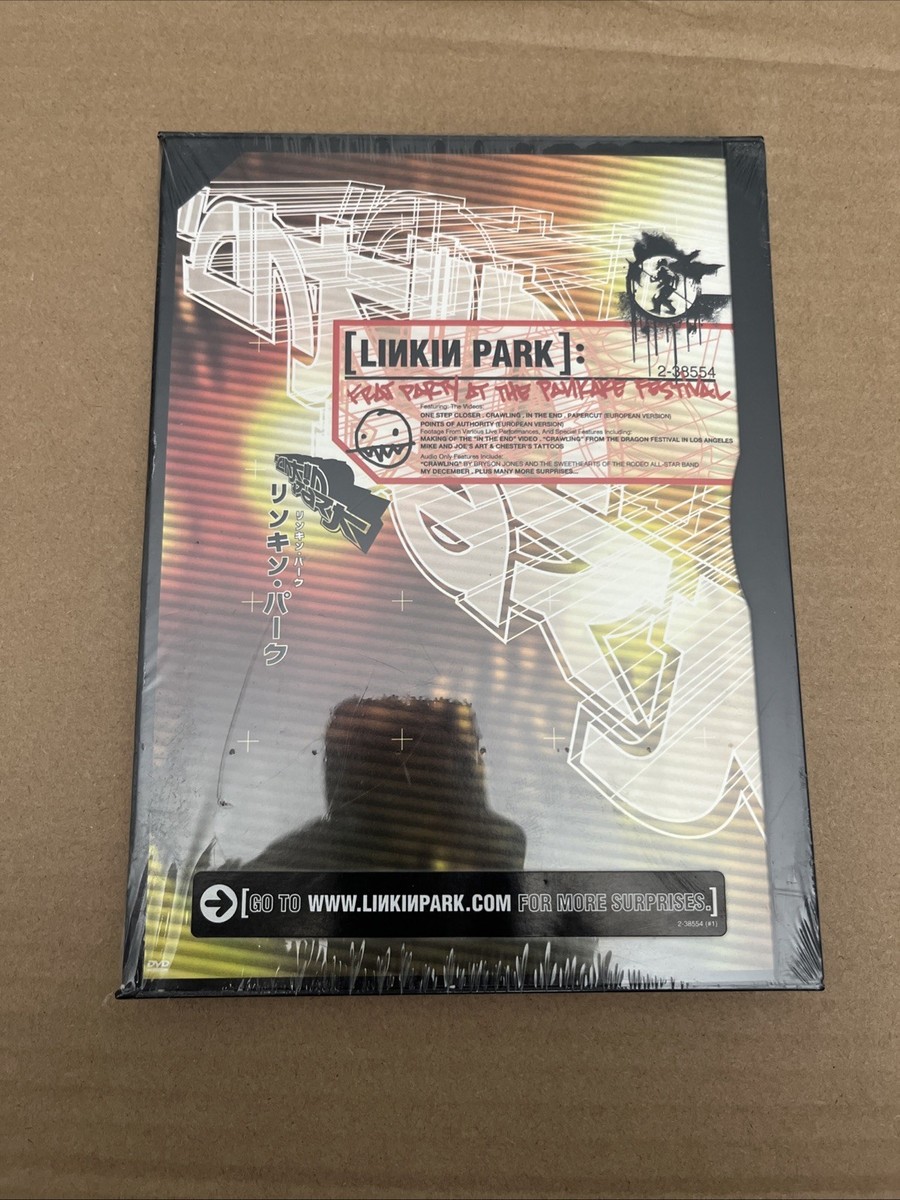 [LINKIN PARK]:
2-38554
FRAT PARTY AT THE PANKAKE FESTIVAL
Featuring: The Videos:
ONE STEP CLOSER . CRAWLING . IN THE END . PAPERCUT (EUROPEAN VERSION)
POINTS OF AUTHORITY (EUROPEAN VERSION)
Footage From Various Live Performances, And Special Features Including:
MAKING OF THE "IN THE END" VIDEO . "CRAWLING" FROM THE DRAGON FESTIVAL IN LOS ANGELES
MIKE AND JOE'S ART & CHESTER'S TATTOOS
Audio Only Features Include:
"CRAWLING" BY BRYSON JONES AND THE SWEETHEARTS OF THE RODEO ALL-STAR BAND
MY DECEMBER . PLUS MANY MORE SURPRISES...
リンキン・パーク
リンキン・パーク
[GO TO WWW.LINKINPARK.COM FOR MORE SURPRISES.]
2-38554 (#1)
DVD